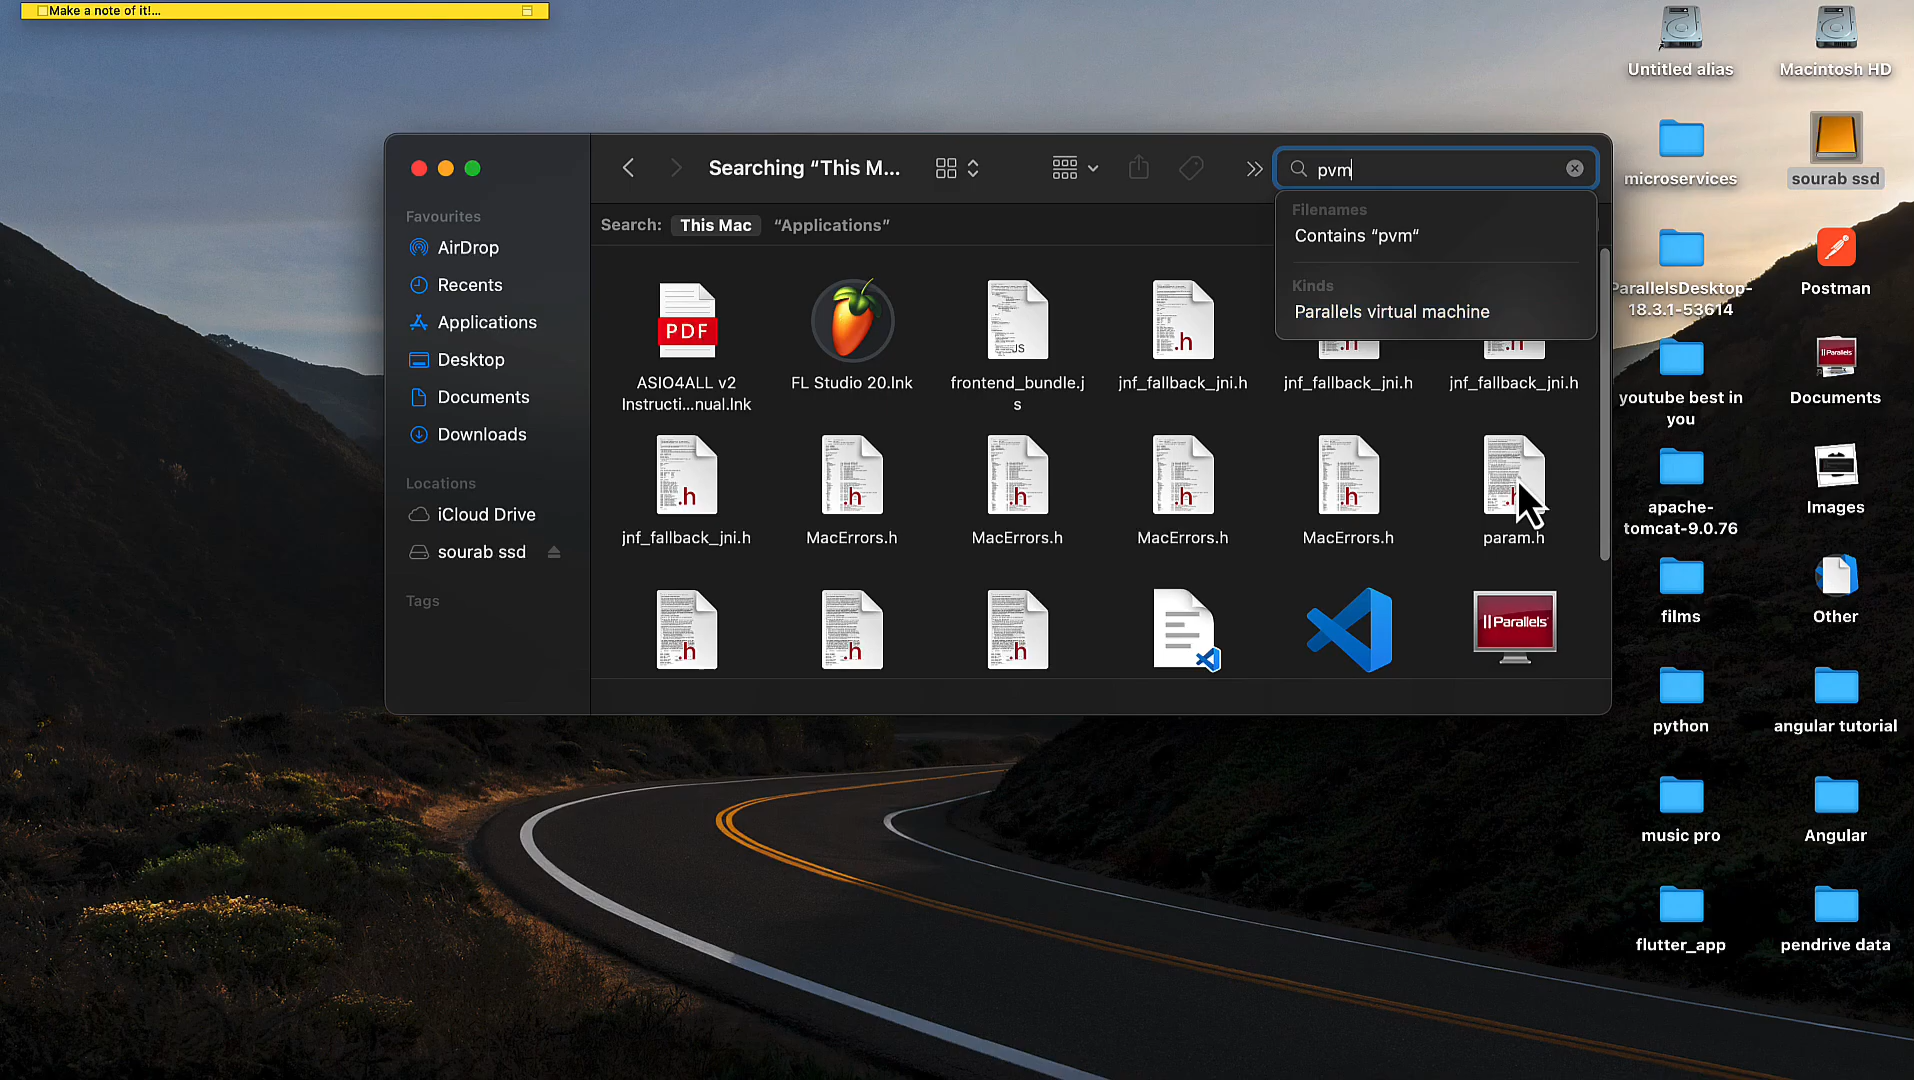 Make a note of it!...
Untitled alias
Macintosh HD
Searching “This M...
pvm
microservices
sourab ssd
Favourites
AirDrop
Recents
Applications
Desktop
Documents
Downloads
Locations
iCloud Drive
sourab ssd
Tags
Search:
This Mac
“Applications”
Filenames
Contains “pvm“
Kinds
Parallels virtual machine
PDF
ASIO4ALL v2
Instructi...nual.lnk
FL Studio 20.lnk
JS
frontend_bundle.j
s
.h
jnf_fallback_jni.h
.h
jnf_fallback_jni.h
.h
jnf_fallback_jni.h
.h
jnf_fallback_jni.h
.h
MacErrors.h
.h
MacErrors.h
.h
MacErrors.h
.h
MacErrors.h
.h
param.h
.h
.h
.h
Parallels
ParallelsDesktop-
18.3.1-53614
Postman
youtube best in
you
Parallels
Documents
apache-
tomcat-9.0.76
Images
films
Other
python
angular tutorial
music pro
Angular
flutter_app
pendrive data